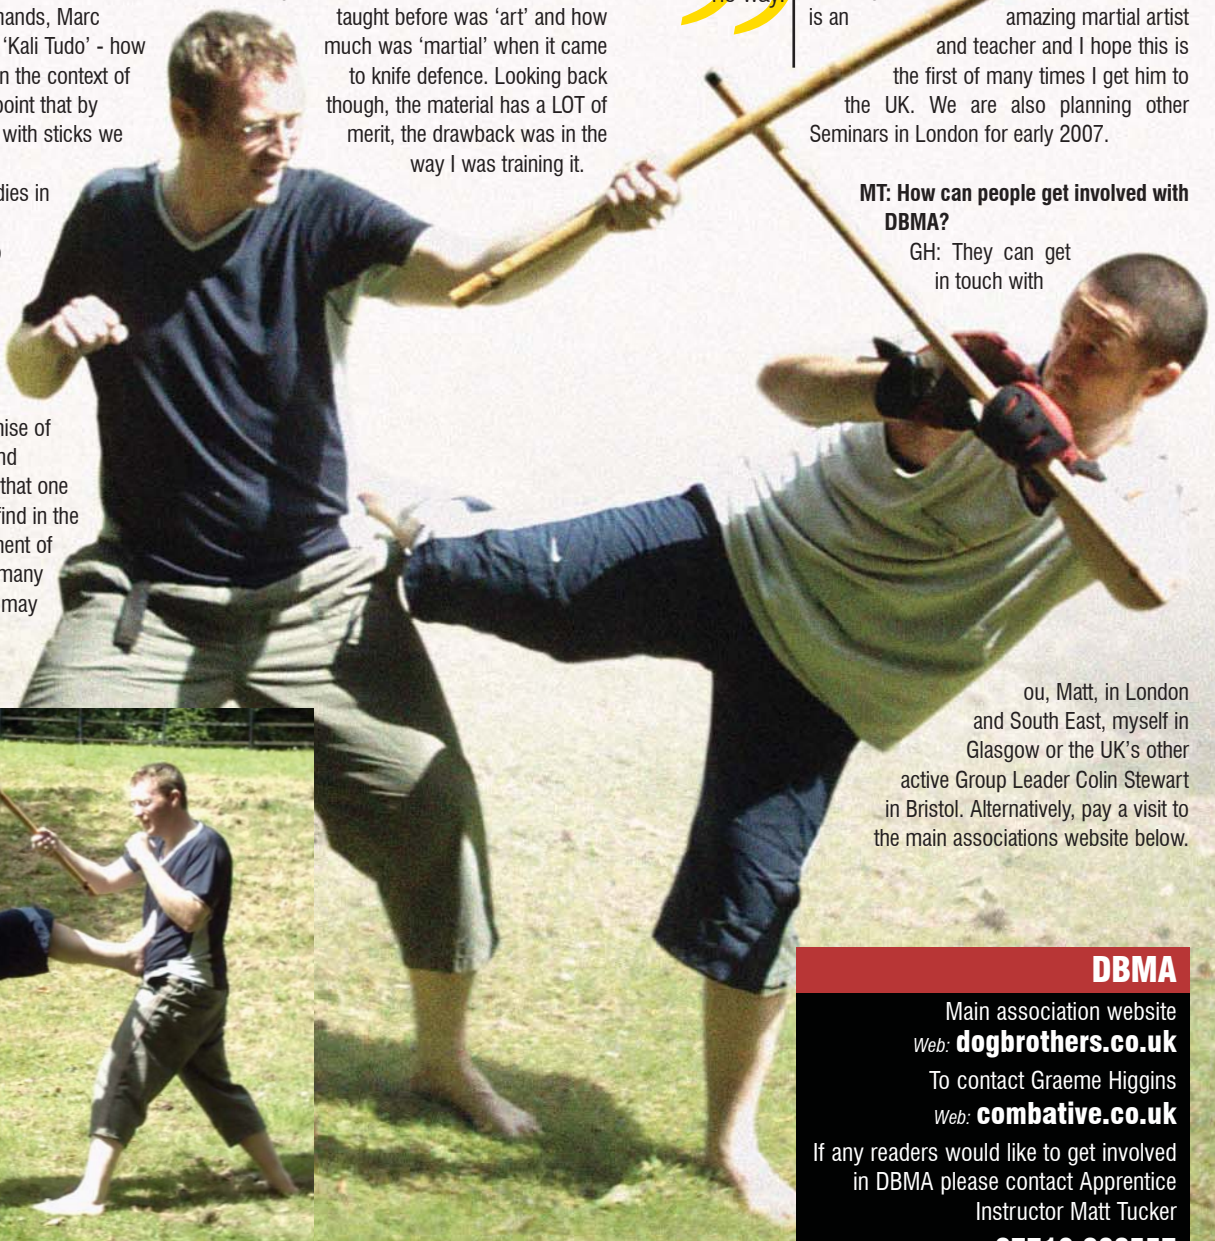 hands, Marc
‘Kali Tudo’ - how
n the context of
point that by
with sticks we
dies in
nise of
nd
that one
find in the
nent of
many
may
taught before was ‘art’ and how
much was ‘martial’ when it came
to knife defence. Looking back
though, the material has a LOT of
merit, the drawback was in the
way I was training it.
no way!
is an amazing martial artist
and teacher and I hope this is
the first of many times I get him to
the UK. We are also planning other
Seminars in London for early 2007.
MT: How can people get involved with
DBMA?
GH: They can get
in touch with
ou, Matt, in London
and South East, myself in
Glasgow or the UK’s other
active Group Leader Colin Stewart
in Bristol. Alternatively, pay a visit to
the main associations website below.
DBMA
Main association website
Web: dogbrothers.co.uk
To contact Graeme Higgins
Web: combative.co.uk
If any readers would like to get involved
in DBMA please contact Apprentice
Instructor Matt Tucker